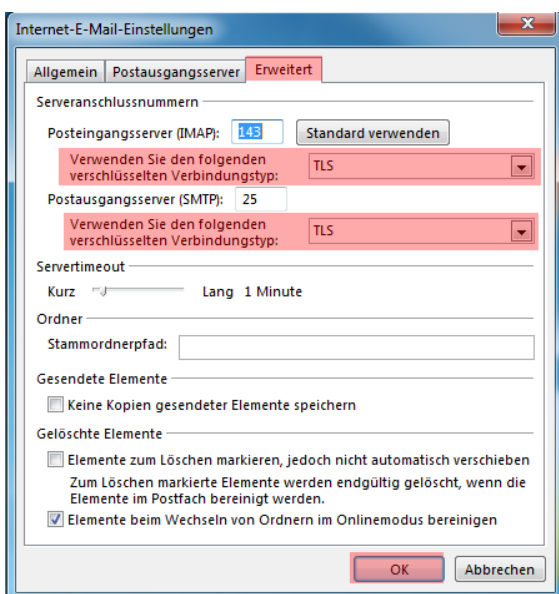 Internet-E-Mail-Einstellungen
Allgemein Postausgangsserver Erweitert
Serveranschlussnummern
Posteingangsserver (IMAP): 143 Standard verwenden
Verwenden Sie den folgenden
verschlüsselten Verbindungstyp: TLS
Postausgangsserver (SMTP): 25
Verwenden Sie den folgenden
verschlüsselten Verbindungstyp: TLS
Servertimeout
Kurz Lang 1 Minute
Ordner
Stammordnerpfad:
Gesendete Elemente
Keine Kopien gesendeter Elemente speichern
Gelöschte Elemente
Elemente zum Löschen markieren, jedoch nicht automatisch verschieben
Zum Löschen markierte Elemente werden endgültig gelöscht, wenn die
Elemente im Postfach bereinigt werden.
Elemente beim Wechseln von Ordnern im Onlinemodus bereinigen
OK Abbrechen